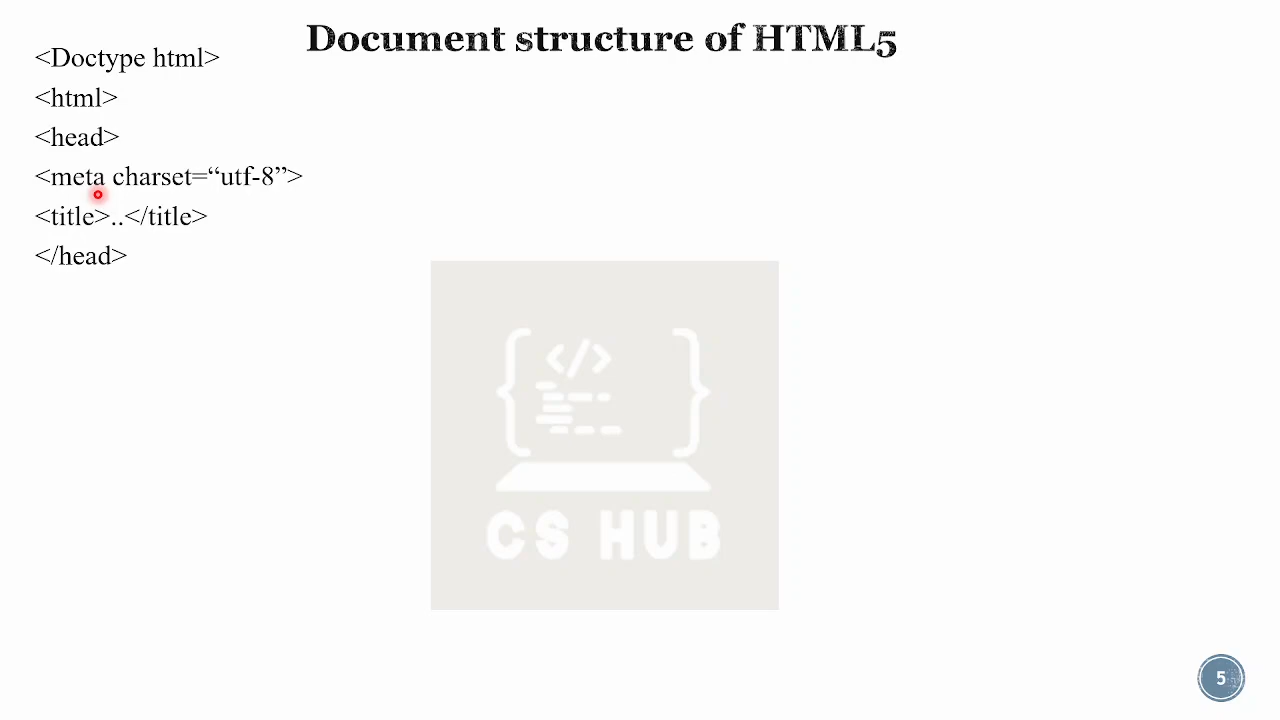 Document structure of HTML5
<Doctype html>
<html>
<head>
<meta charset=“utf-8”>
<title>..</title>
</head>
</>
CS HUB
5